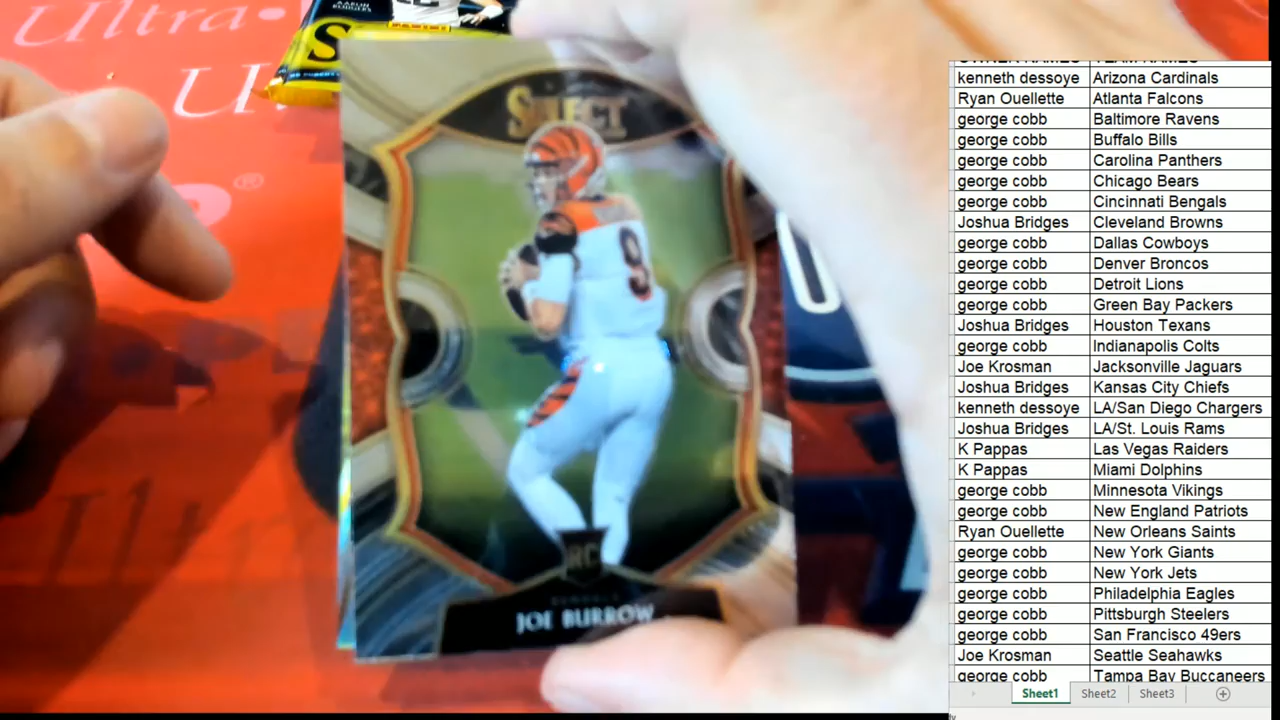 Ultra
U
®
AARON
RODGERS
S
PANINI
SELECT
9
RC
JOE BURROW
kenneth dessoye Arizona Cardinals
Ryan Ouellette Atlanta Falcons
george cobb Baltimore Ravens
george cobb Buffalo Bills
george cobb Carolina Panthers
george cobb Chicago Bears
george cobb Cincinnati Bengals
Joshua Bridges Cleveland Browns
george cobb Dallas Cowboys
george cobb Denver Broncos
george cobb Detroit Lions
george cobb Green Bay Packers
Joshua Bridges Houston Texans
george cobb Indianapolis Colts
Joe Krosman Jacksonville Jaguars
Joshua Bridges Kansas City Chiefs
kenneth dessoye LA/San Diego Chargers
Joshua Bridges LA/St. Louis Rams
K Pappas Las Vegas Raiders
K Pappas Miami Dolphins
george cobb Minnesota Vikings
george cobb New England Patriots
Ryan Ouellette New Orleans Saints
george cobb New York Giants
george cobb New York Jets
george cobb Philadelphia Eagles
george cobb Pittsburgh Steelers
george cobb San Francisco 49ers
Joe Krosman Seattle Seahawks
george cobb Tampa Bay Buccaneers
Sheet1 Sheet2 Sheet3